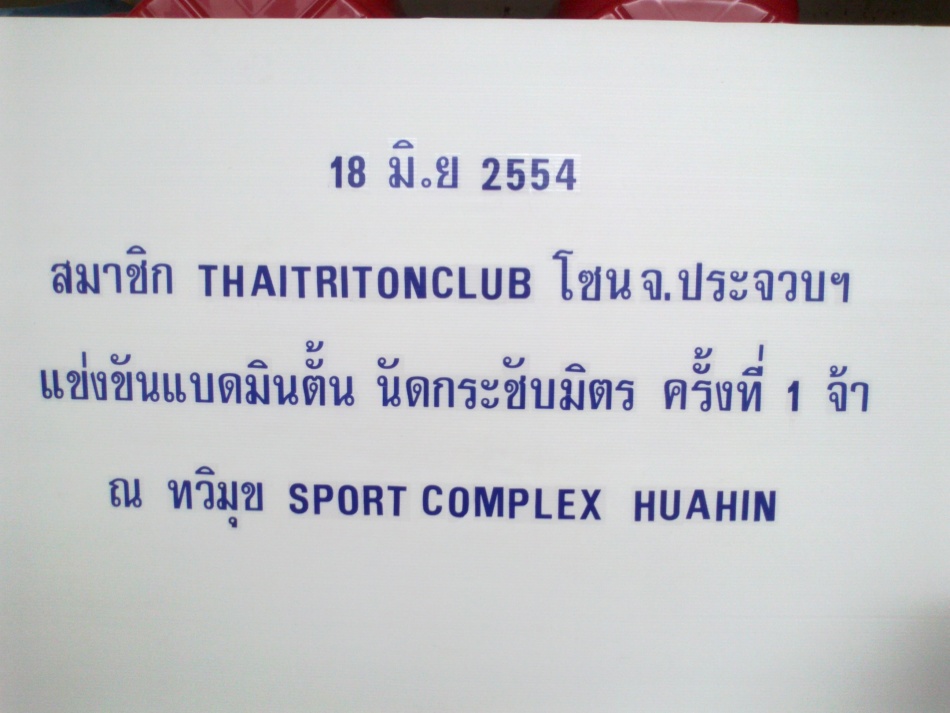 18 มิ.ย 2554
สมาชิก THAITRITONCLUB โซน จ.ประจวบฯ
แข่งขันแบดมินตั้น นัดกระชับมิตร ครั้งที่ 1 จ้า
ณ ทวิมุข SPORT COMPLEX HUAHIN